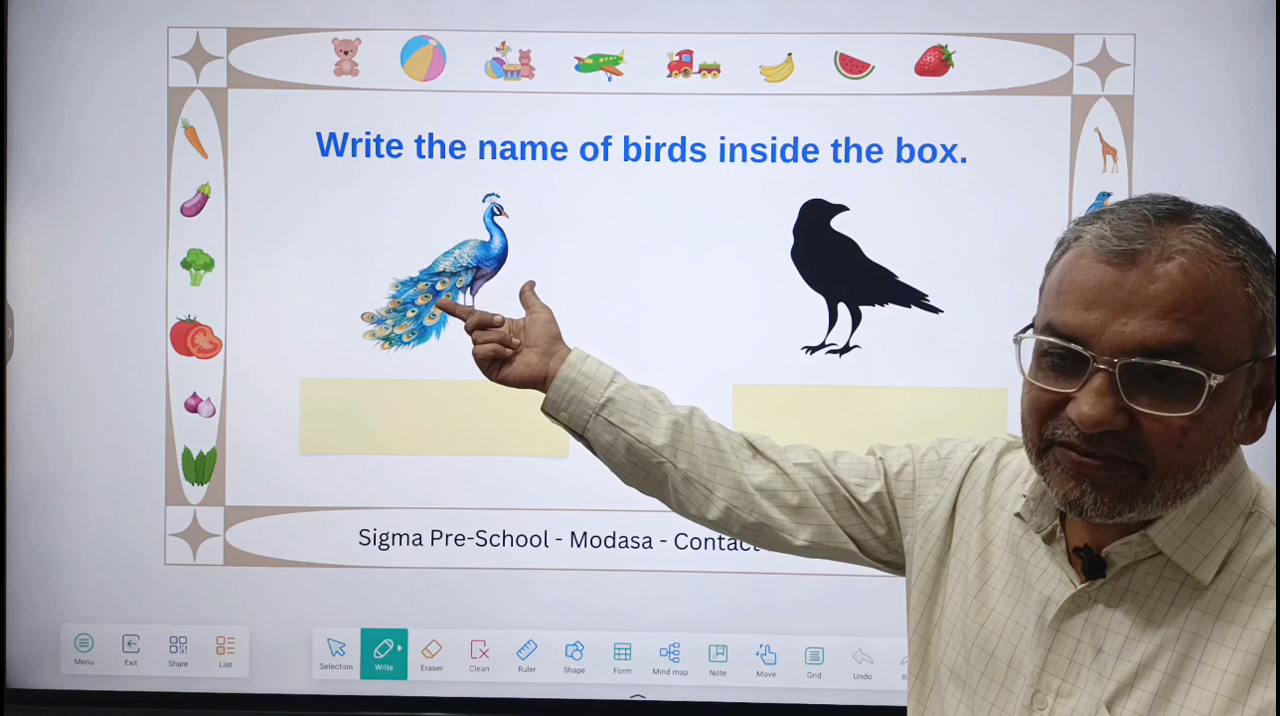 Write the name of birds inside the box.
Sigma Pre-School - Modasa - Contact
Menu
Exit
Share
List
Selection
Write
Eraser
Clean
Ruler
Shape
Form
Mind map
Note
Move
Grid
Undo